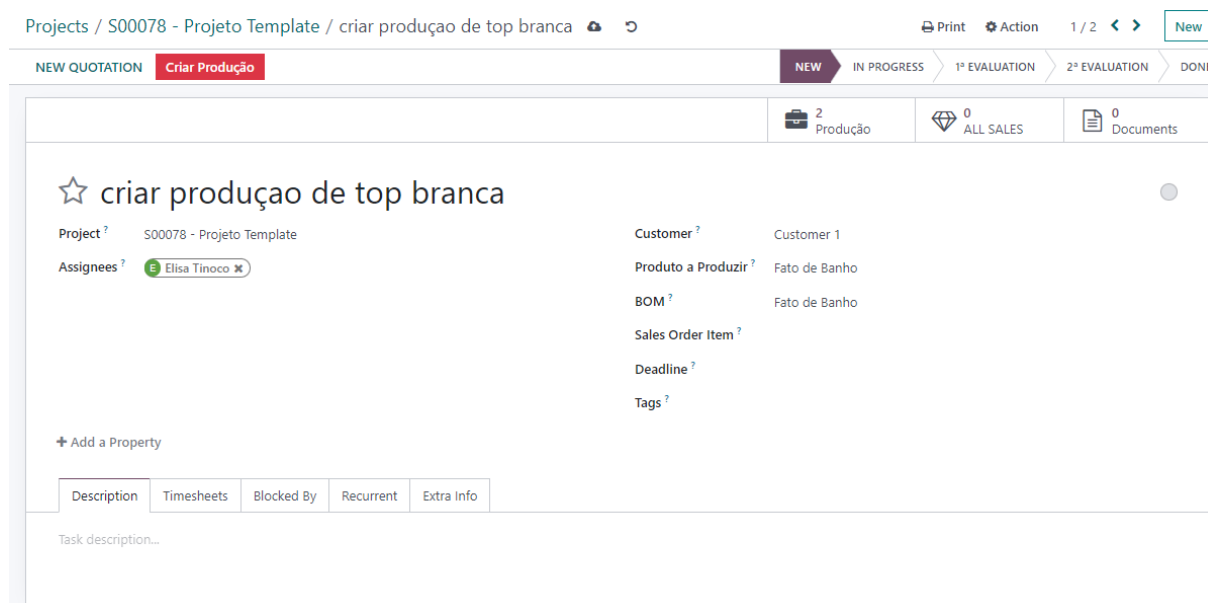 Projects / S00078 - Projeto Template / criar produçao de top branca
Print Action 1 / 2 New
NEW QUOTATION Criar Produção
NEW IN PROGRESS 1ª EVALUATION 2ª EVALUATION DONE
2 Produção
0 ALL SALES
0 Documents
criar produçao de top branca
Project ? S00078 - Projeto Template
Customer ? Customer 1
Assignees ? E Elisa Tinoco ×
Produto a Produzir ? Fato de Banho
BOM ? Fato de Banho
Sales Order Item ?
Deadline ?
Tags ?
+ Add a Property
Description Timesheets Blocked By Recurrent Extra Info
Task description...